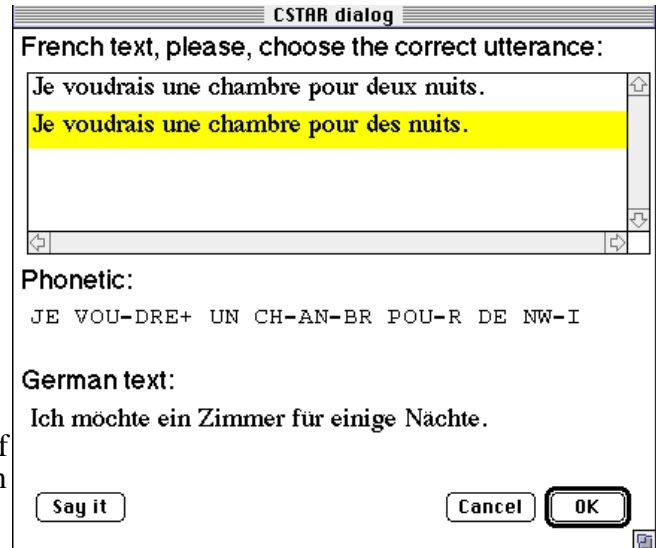 CSTAR dialog
French text, please, choose the correct utterance:
Je voudrais une chambre pour deux nuits.
Je voudrais une chambre pour des nuits.
Phonetic:
JE VOU-DRE+ UN CH-AN-BR POU-R DE NW-I
German text:
Ich möchte ein Zimmer für einige Nächte.
Say it Cancel OK